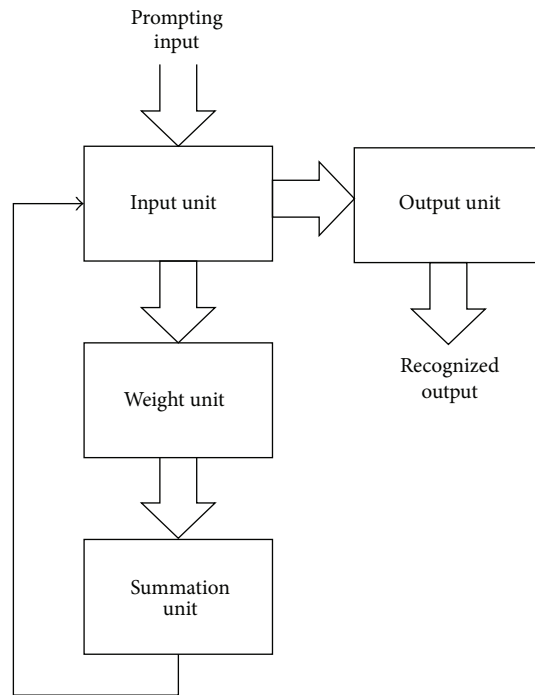 Prompting
input
Input unit
Output unit
Weight unit
Recognized
output
Summation
unit